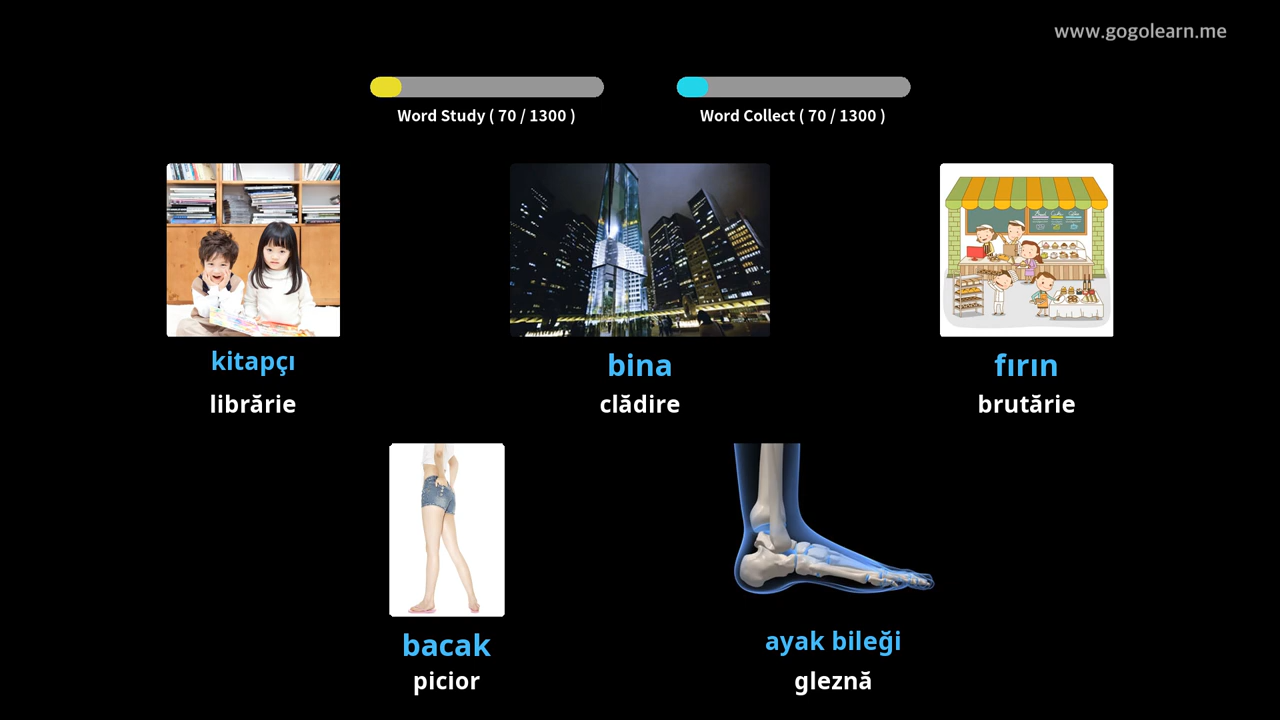 www.gogolearn.me
Word Study ( 70 / 1300 )
Word Collect ( 70 / 1300 )
kitapçı
bina
fırın
librărie
clădire
brutărie
bacak
ayak bileği
picior
gleznă